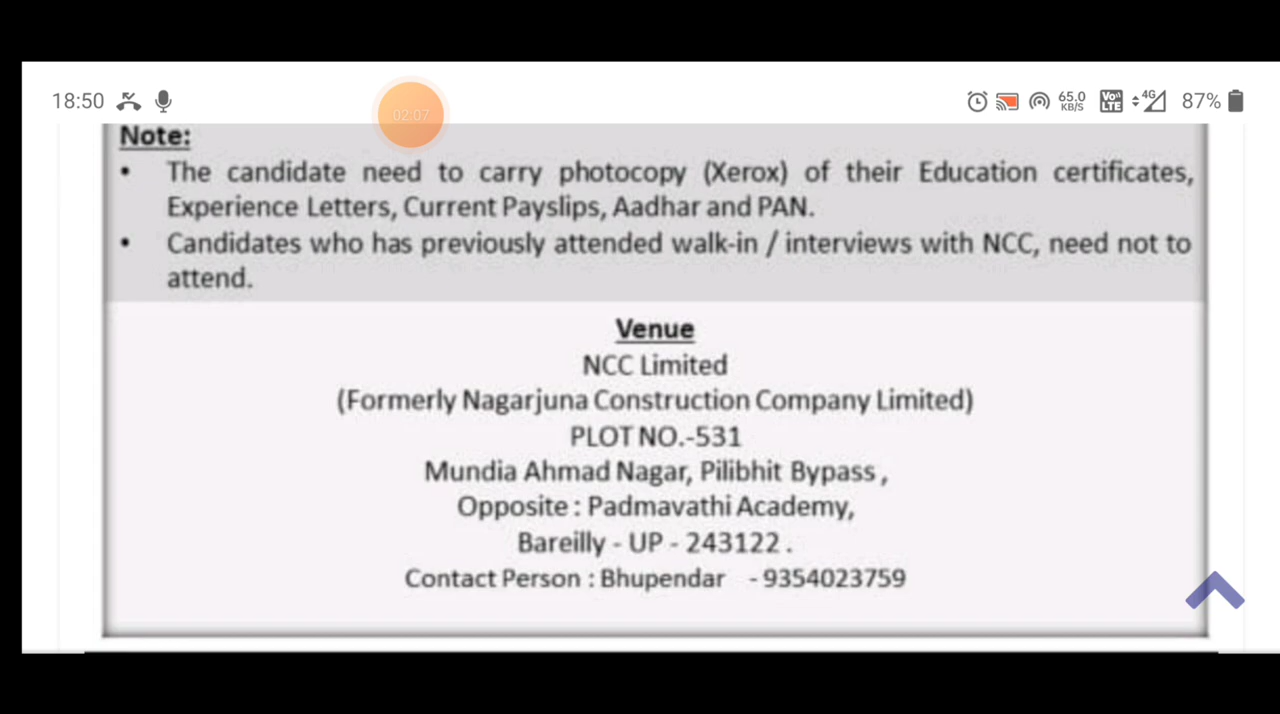 18:50 65.0 KB/S Vo LTE 4G 87%
02:07
Note:
• The candidate need to carry photocopy (Xerox) of their Education certificates,
Experience Letters, Current Payslips, Aadhar and PAN.
• Candidates who has previously attended walk-in / interviews with NCC, need not to
attend.
Venue
NCC Limited
(Formerly Nagarjuna Construction Company Limited)
PLOT NO.-531
Mundia Ahmad Nagar, Pilibhit Bypass ,
Opposite : Padmavathi Academy,
Bareilly - UP - 243122 .
Contact Person : Bhupendar - 9354023759